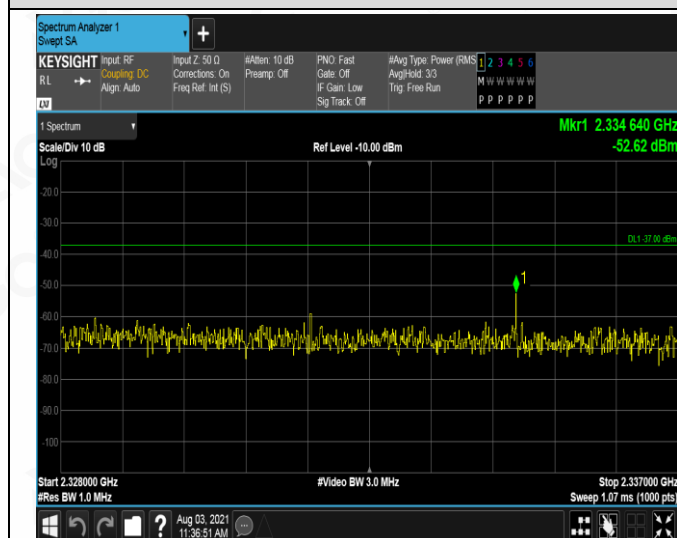 Spectrum Analyzer 1
Swept SA
+
KEYSIGHT
RL
LXI
Input: RF
Coupling: DC
Align: Auto
Input Z: 50 Ω
Corrections: On
Freq Ref: Int (S)
#Atten: 10 dB
Preamp: Off
PNO: Fast
Gate: Off
IF Gain: Low
Sig Track: Off
#Avg Type: Power (RMS
Avg|Hold: 3/3
Trig: Free Run
1 2 3 4 5 6
M W W W W W
P P P P P P
1 Spectrum
Mkr1 2.334 640 GHz
Scale/Div 10 dB
Ref Level -10.00 dBm
-52.62 dBm
Log
-20.0
-30.0
DL1 -37.00 dBm
-40.0
1
-50.0
-60.0
-70.0
-80.0
-90.0
-100
Start 2.328000 GHz
#Video BW 3.0 MHz
Stop 2.337000 GHz
#Res BW 1.0 MHz
Sweep 1.07 ms (1000 pts)
?
Aug 03, 2021
11:36:51 AM